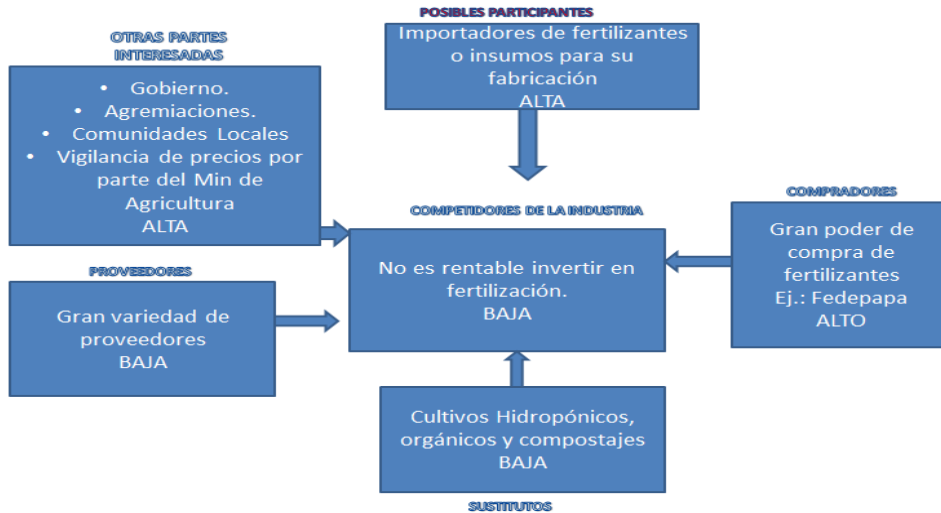 POSIBLES PARTICIPANTES
Importadores de fertilizantes
o insumos para su
fabricación
ALTA
OTRAS PARTES
INTERESADAS
• Gobierno.
• Agremiaciones.
• Comunidades Locales
• Vigilancia de precios por
parte del Min de
Agricultura
ALTA
COMPRADORES
Gran poder de
compra de
fertilizantes
Ej.: Fedepapa
ALTO
COMPETIDORES DE LA INDUSTRIA
No es rentable invertir en
fertilización.
BAJA
PROVEEDORES
Gran variedad de
proveedores
BAJA
Cultivos Hidropónicos,
orgánicos y compostajes
BAJA
SUSTITUTOS